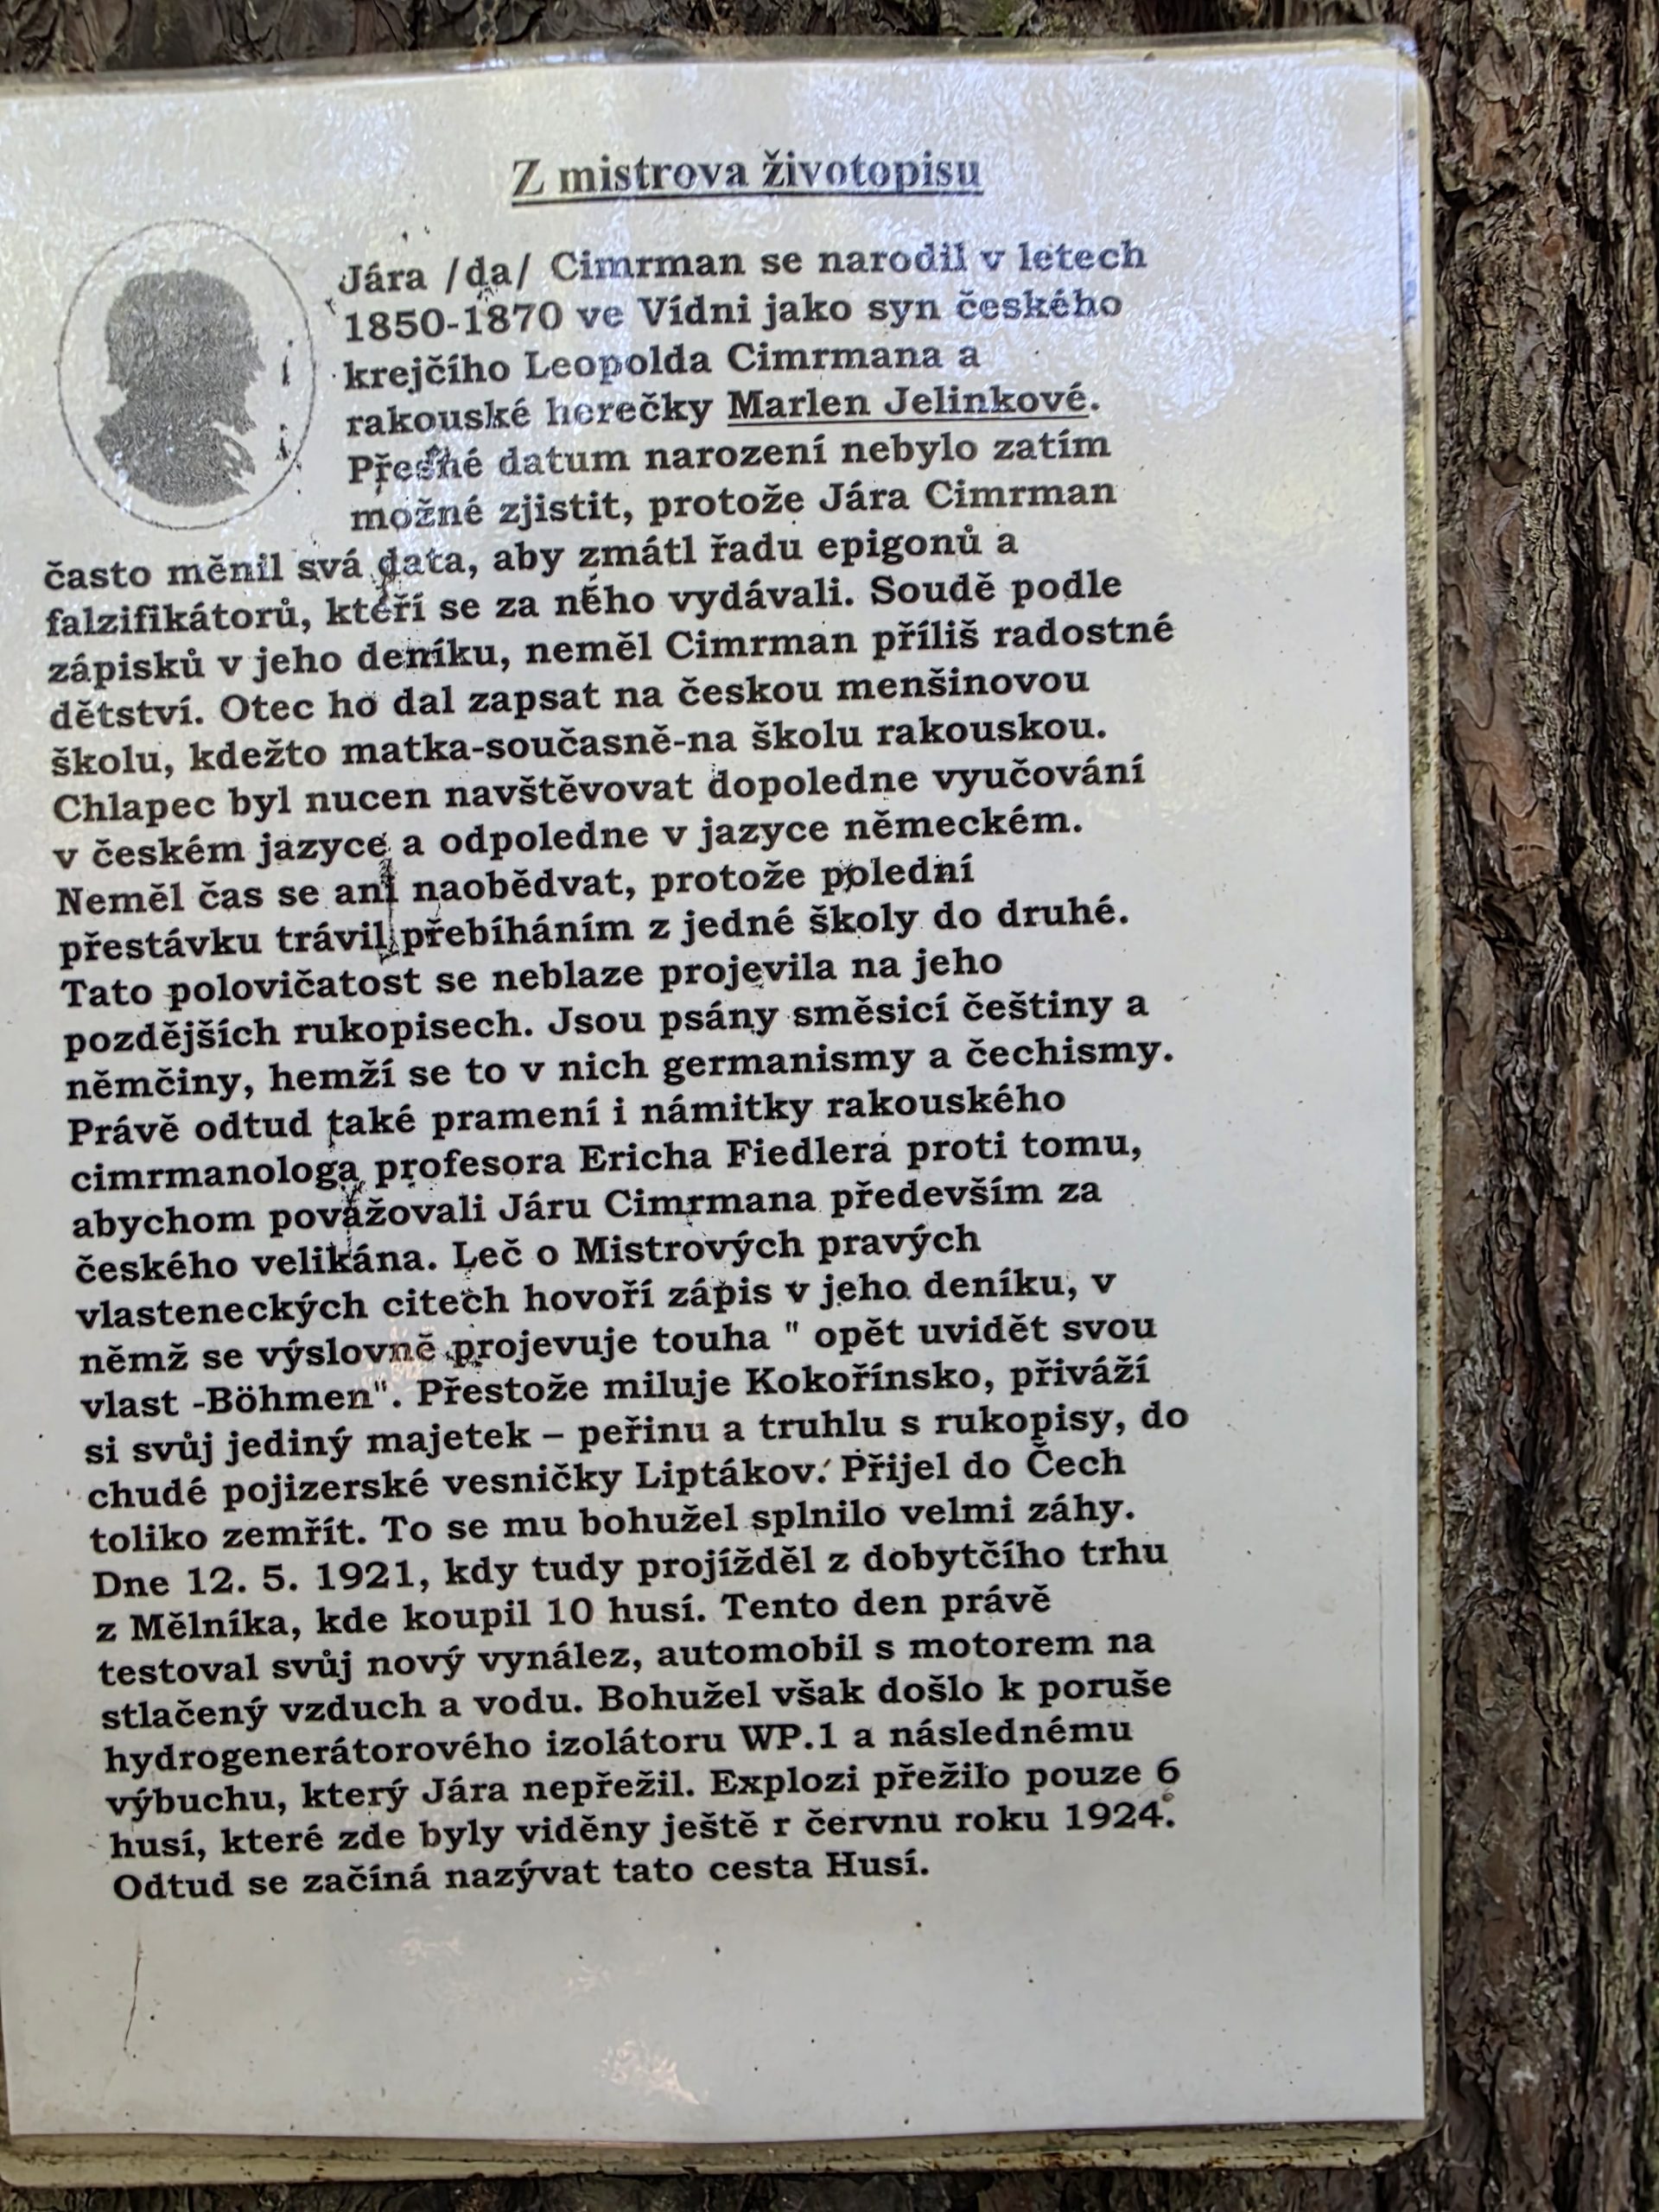 Z mistrova životopisu
Jára /da/ Cimrman se narodil v letech
1850-1870 ve Vídni jako syn českého
krejčího Leopolda Cimrmana a
rakouské herečky Marlen Jelinkové.
Přesné datum narození nebylo zatím
možné zjistit, protože Jára Cimrman
často měnil svá data, aby zmátl řadu epigonů a
falzifikátorů, kteří se za něho vydávali. Soudě podle
zápisků v jeho deníku, neměl Cimrman příliš radostné
dětství. Otec ho dal zapsat na českou menšinovou
školu, kdežto matka-současně-na školu rakouskou.
Chlapec byl nucen navštěvovat dopoledne vyučování
v českém jazyce a odpoledne v jazyce německém.
Neměl čas se ani naobědvat, protože polední
přestávku trávil přebíháním z jedné školy do druhé.
Tato polovičatost se neblaze projevila na jeho
pozdějších rukopisech. Jsou psány směsicí češtiny a
němčiny, hemží se to v nich germanismy a čechismy.
Právě odtud také pramení i námitky rakouského
cimrmanologa profesora Ericha Fiedlera proti tomu,
abychom považovali Járu Cimrmana především za
českého velikána. Leč o Mistrových pravých
vlasteneckých citech hovoří zápis v jeho deníku, v
němž se výslovně projevuje touha " opět uvidět svou
vlast -Böhmen". Přestože miluje Kokořínsko, přiváží
si svůj jediný majetek – peřinu a truhlu s rukopisy, do
chudé pojizerské vesničky Liptákov. Přijel do Čech
toliko zemřít. To se mu bohužel splnilo velmi záhy.
Dne 12. 5. 1921, kdy tudy projížděl z dobytčího trhu
z Mělníka, kde koupil 10 husí. Tento den právě
testoval svůj nový vynález, automobil s motorem na
stlačený vzduch a vodu. Bohužel však došlo k poruše
hydrogenerátorového izolátoru WP.1 a následnému
výbuchu, který Jára nepřežil. Explozi přežilo pouze 6
husí, které zde byly viděny ještě r červnu roku 1924.
Odtud se začíná nazývat tato cesta Husí.